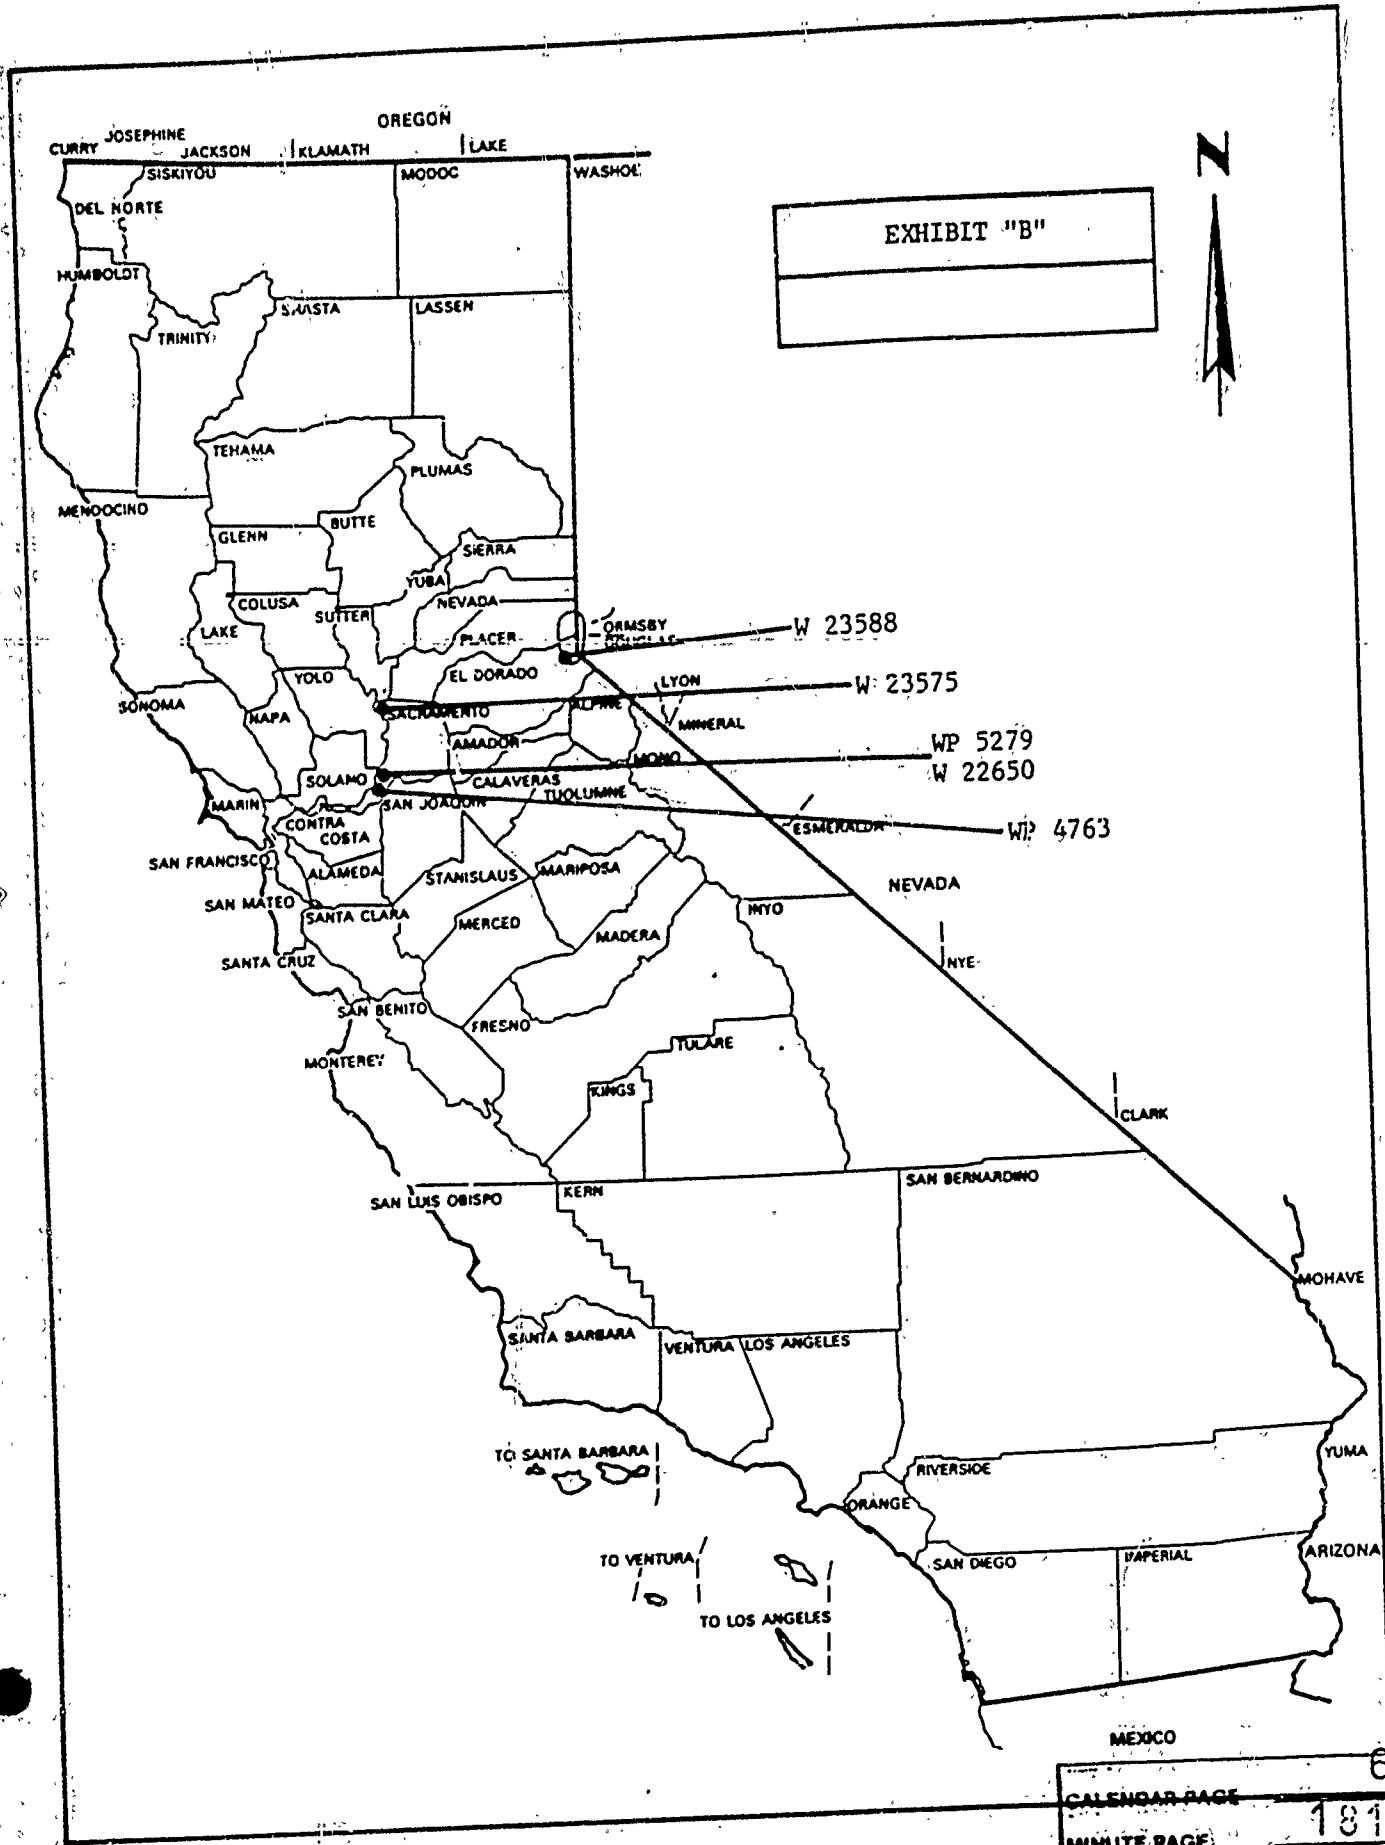 OREGON
CURRY JOSEPHINE JACKSON KLAMATH LAKE
SISKIYOU MODOC
DEL NORTE
EXHIBIT "B"
N
HUMBOLDT
LASSEN
TRINITY
TEHAMA
PLUMAS
MENDOCINO
BUTTE
GLENN
SIERRA
YUBA
COLUSA
NEVADA
SUTTER
LAKE
PLACER
ORMSBY
DOUGLAS
W 23588
YOLO
EL DORADO
LYON
W 23575
SONOMA
NAPA
SACRAMENTO
ALPINE
MINERAL
AMADOR
WP 5279
W 22650
MONO
SOLANO
CALAVERAS
TUOLUMNE
MARIN
SAN JOAQUIN
CONTRA
COSTA
ESMERALDA
WP 4763
SAN FRANCISCO
ALAMEDA
STANISLAUS
MARIPOSA
NEVADA
SAN MATEO
SANTA CLARA
MERCED
INYO
MADERA
SANTA CRUZ
NYE
SAN BENITO
FRESNO
TULARE
MONTEREY
KINGS
CLARK
SAN LUIS OBISPO
KERN
SAN BERNARDINO
MOHAVE
SANTA BARBARA
VENTURA
LOS ANGELES
TO SANTA BARBARA
YUMA
RIVERSIDE
ORANGE
TO VENTURA
SAN DIEGO
IMPERIAL
ARIZONA
TO LOS ANGELES
MEXICO
CALENDAR PAGE 6
MINUTE PAGE 181